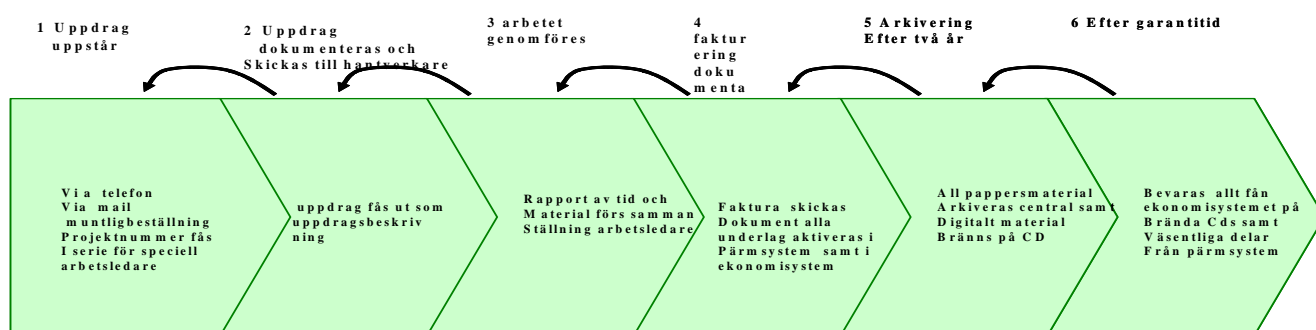 1 Uppdrag
uppstår
2 Uppdrag
dokumenteras och
Skickas till hantverkare
3 arbetet
genomföres
4
faktur
ering
doku
menta
5 Arkivering
Efter två år
6 Efter garantitid
Via telefon
Via mail
muntligbeställning
Projektnummer fås
I serie för speciell
arbetsledare
uppdrag fås ut som
uppdragsbeskriv
ning
Rapport av tid och
Material förs samman
Ställning arbetsledare
Faktura skickas
Dokument alla
underlag aktiveras i
Pärmsystem samt i
ekonomisystem
All pappersmaterial
Arkiveras central samt
Digitalt material
Bränns på CD
Bevaras allt fån
ekonomisystemet på
Brända Cds samt
Väsentliga delar
Från pärmsystem